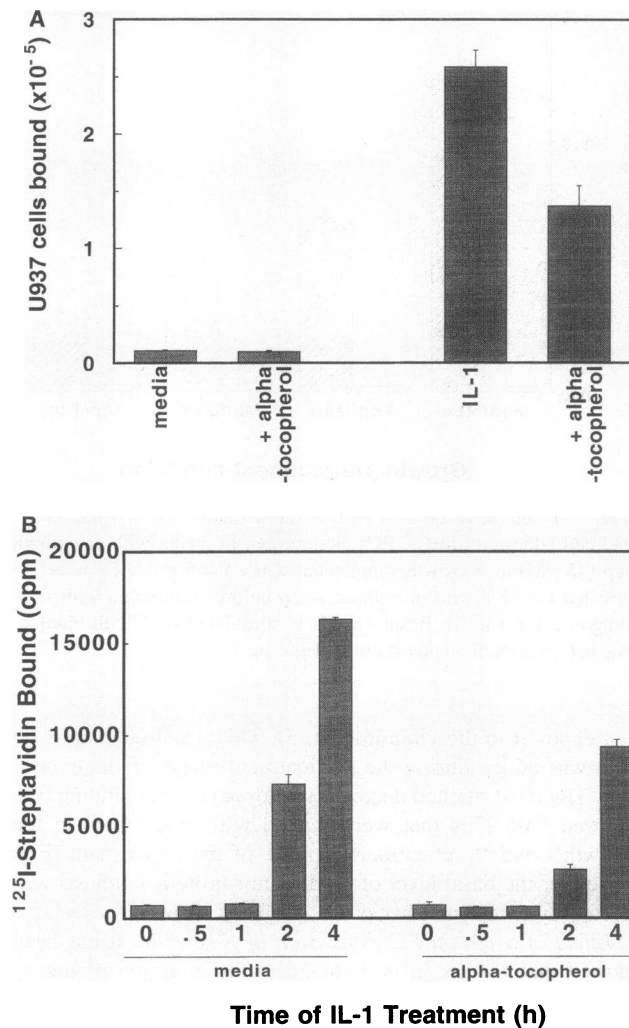 A
U937 cells bound (x10⁻⁵)
3
2
1
0
media
+ alpha
-tocopherol
IL-1
+ alpha
-tocopherol
B
¹²⁵I-Streptavidin Bound (cpm)
20000
15000
10000
5000
0
0 .5 1 2 4 0 .5 1 2 4
media alpha-tocopherol
Time of IL-1 Treatment (h)